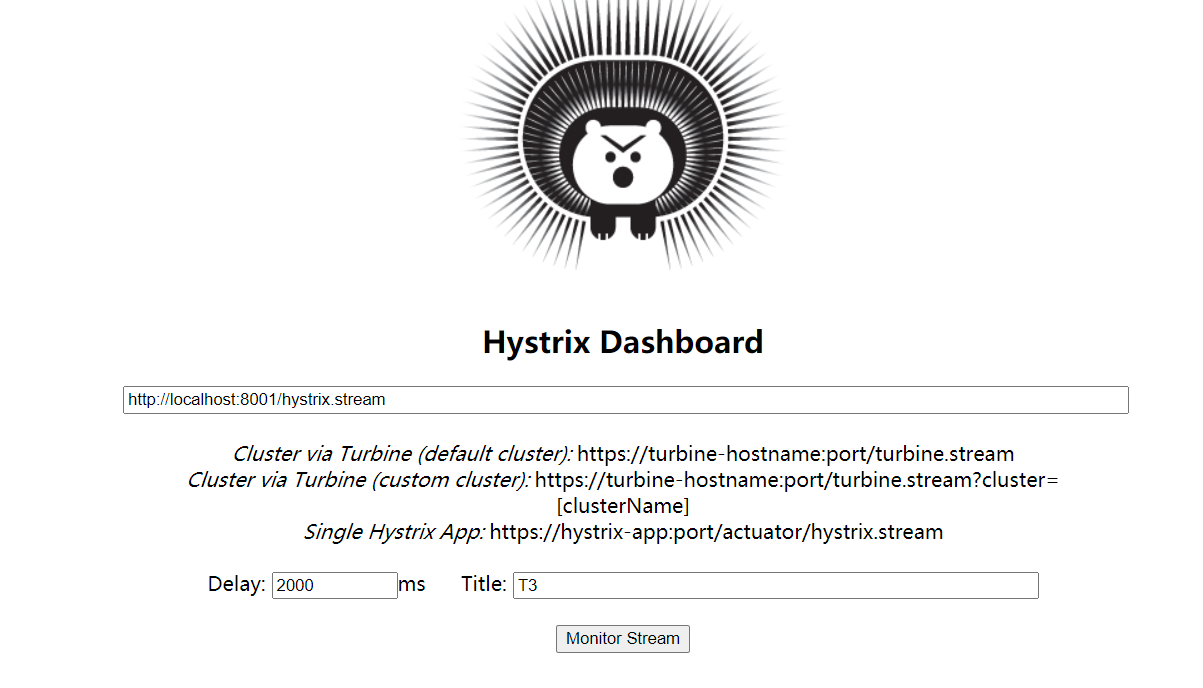 Hystrix Dashboard
http://localhost:8001/hystrix.stream
Cluster via Turbine (default cluster): https://turbine-hostname:port/turbine.stream
Cluster via Turbine (custom cluster): https://turbine-hostname:port/turbine.stream?cluster=
[clusterName]
Single Hystrix App: https://hystrix-app:port/actuator/hystrix.stream
Delay: 2000 ms Title: T3
Monitor Stream